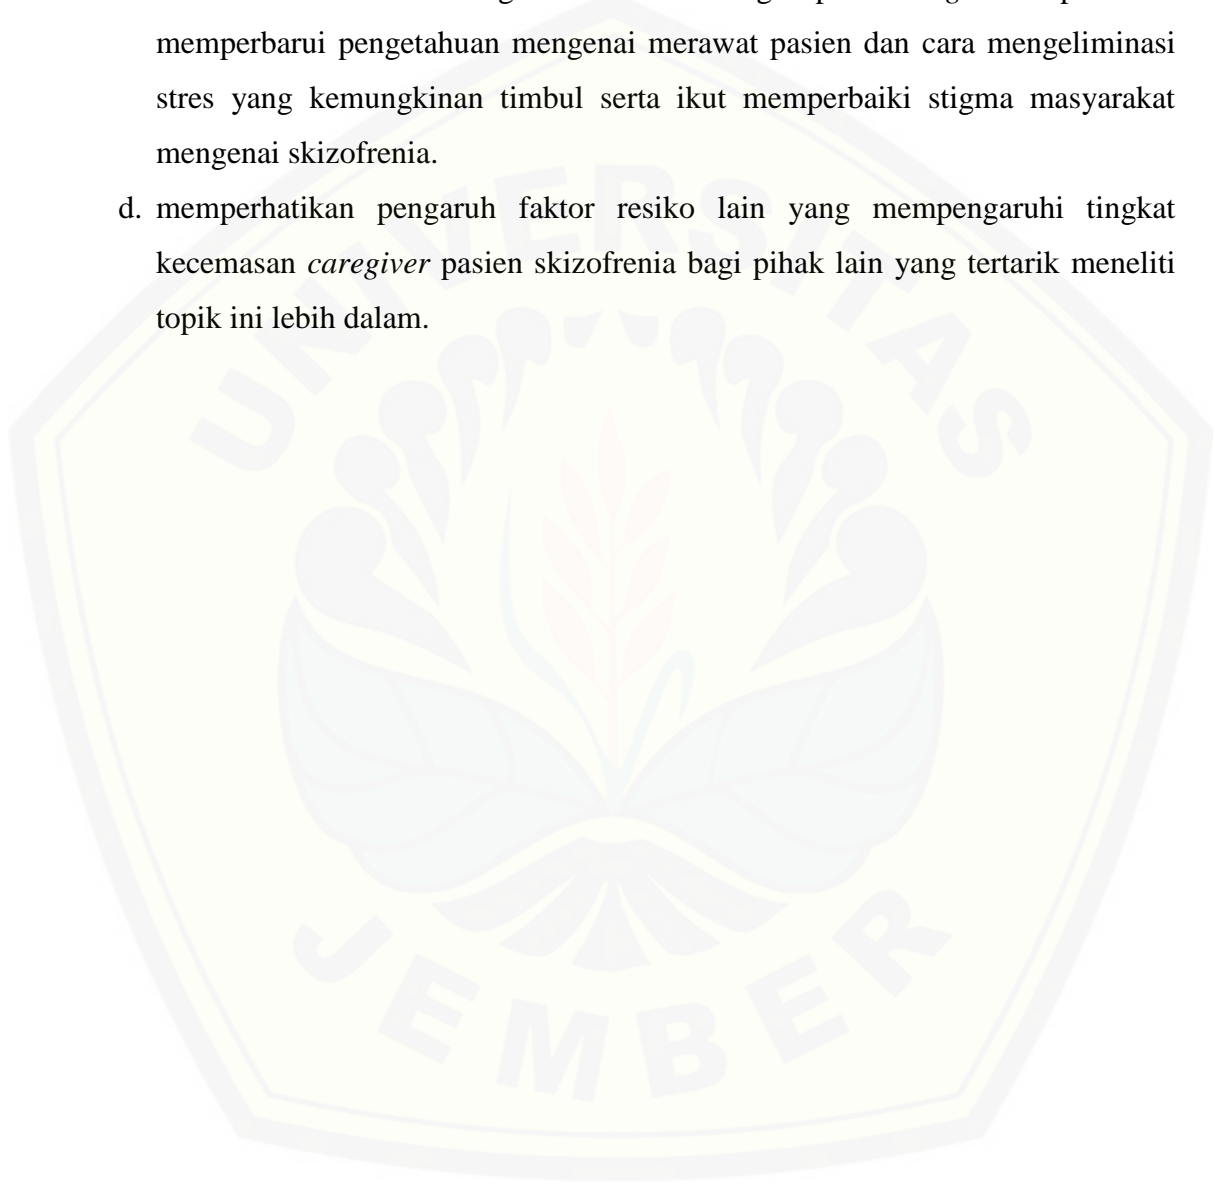 memperbarui pengetahuan mengenai merawat pasien dan cara mengeliminasi
stres yang kemungkinan timbul serta ikut memperbaiki stigma masyarakat
mengenai skizofrenia.
d. memperhatikan pengaruh faktor resiko lain yang mempengaruhi tingkat
kecemasan caregiver pasien skizofrenia bagi pihak lain yang tertarik meneliti
topik ini lebih dalam.
UNIVERSITAS
JEMBER